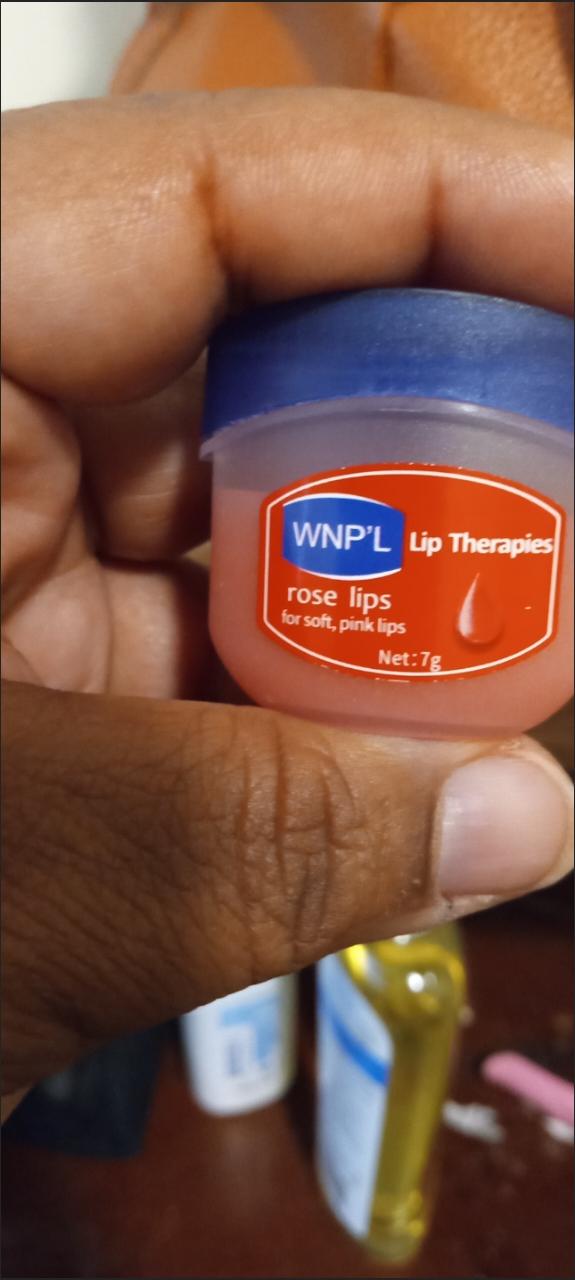 WNP'L Lip Therapies
rose lips
for soft, pink lips
Net:7g